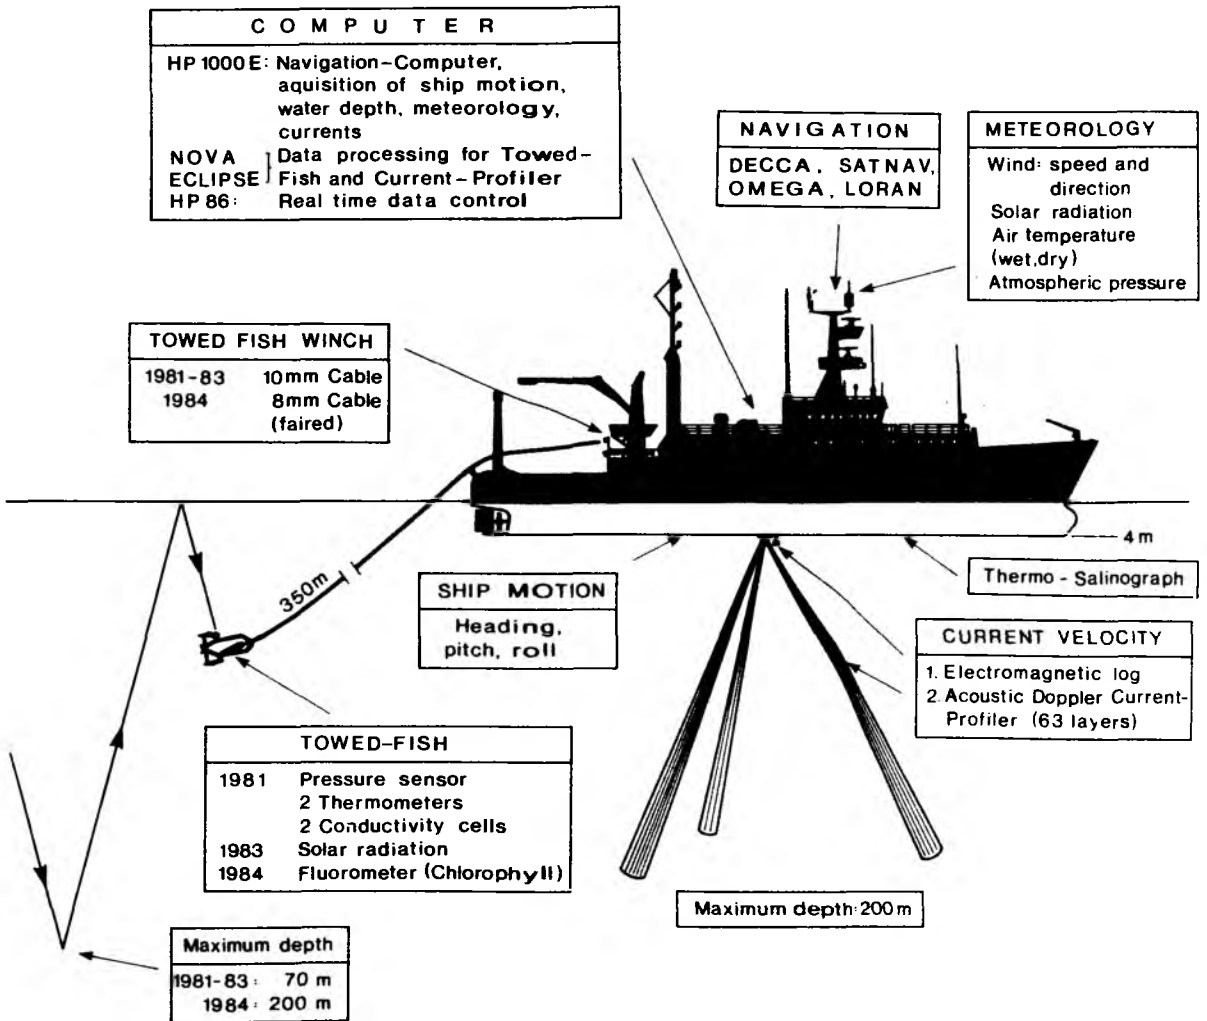 COMPUTER
HP 1000 E: Navigation-Computer,
aquisition of ship motion,
water depth, meteorology,
currents
NOVA } Data processing for Towed-
ECLIPSE } Fish and Current-Profiler
HP 86: Real time data control
NAVIGATION
DECCA, SATNAV,
OMEGA, LORAN
METEOROLOGY
Wind: speed and
direction
Solar radiation
Air temperature
(wet,dry)
Atmospheric pressure
TOWED FISH WINCH
1981-83 10mm Cable
1984 8mm Cable
(faired)
350m
4 m
Thermo - Salinograph
SHIP MOTION
Heading,
pitch, roll
CURRENT VELOCITY
1. Electromagnetic log
2. Acoustic Doppler Current-
Profiler (63 layers)
TOWED-FISH
1981 Pressure sensor
2 Thermometers
2 Conductivity cells
1983 Solar radiation
1984 Fluorometer (Chlorophyll)
Maximum depth: 200 m
Maximum depth
1981-83: 70 m
1984: 200 m